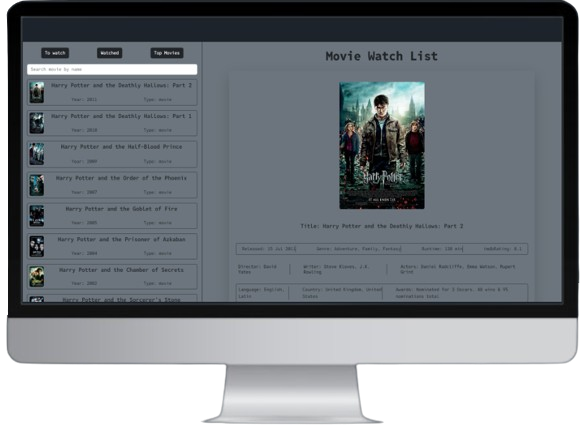 To watch
Watched
Top Movies
Search movie by name
Harry Potter and the Deathly Hallows: Part 2
Year: 2011
Type: movie
Harry Potter and the Deathly Hallows: Part 1
Year: 2010
Type: movie
Harry Potter and the Half-Blood Prince
Year: 2009
Type: movie
Harry Potter and the Order of the Phoenix
Year: 2007
Type: movie
Harry Potter and the Goblet of Fire
Year: 2005
Type: movie
Harry Potter and the Prisoner of Azkaban
Year: 2004
Type: movie
Harry Potter and the Chamber of Secrets
Year: 2002
Type: movie
Harry Potter and the Sorcerer's Stone
Movie Watch List
Harry Potter
Title: Harry Potter and the Deathly Hallows: Part 2
Released: 15 Jul 2011
Genre: Adventure, Family, Fantasy
Runtime: 130 min
imdbRating: 8.1
Director: David
Yates
Writer: Steve Kloves, J.K.
Rowling
Actors: Daniel Radcliffe, Emma Watson, Rupert
Grint
Language: English,
Latin
Country: United Kingdom, United
States
Awards: Nominated for 3 Oscars. 46 wins & 95
nominations total